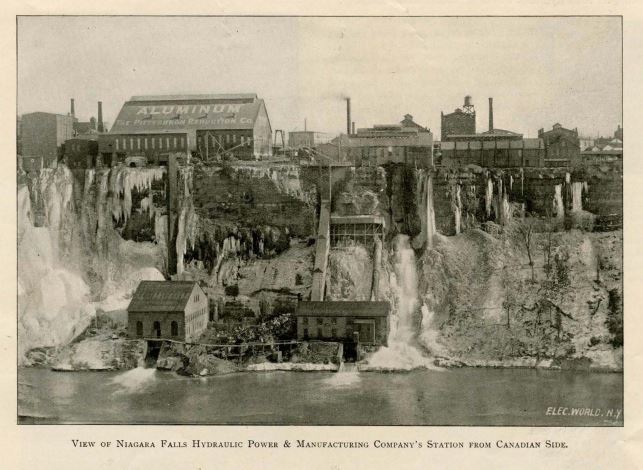 ALUMINUM
THE PITTSBURGH REDUCTION CO.
ALUMINUM
ELEC. WORLD, N.Y
VIEW OF NIAGARA FALLS HYDRAULIC POWER & MANUFACTURING COMPANY'S STATION FROM CANADIAN SIDE.